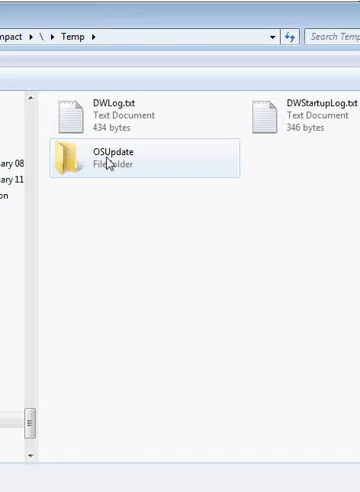 mpact \ Temp Search Temp
DWLog.txt
Text Document
434 bytes
DWStartupLog.txt
Text Document
346 bytes
OSUpdate
File folder
ary 08
ary 11
on